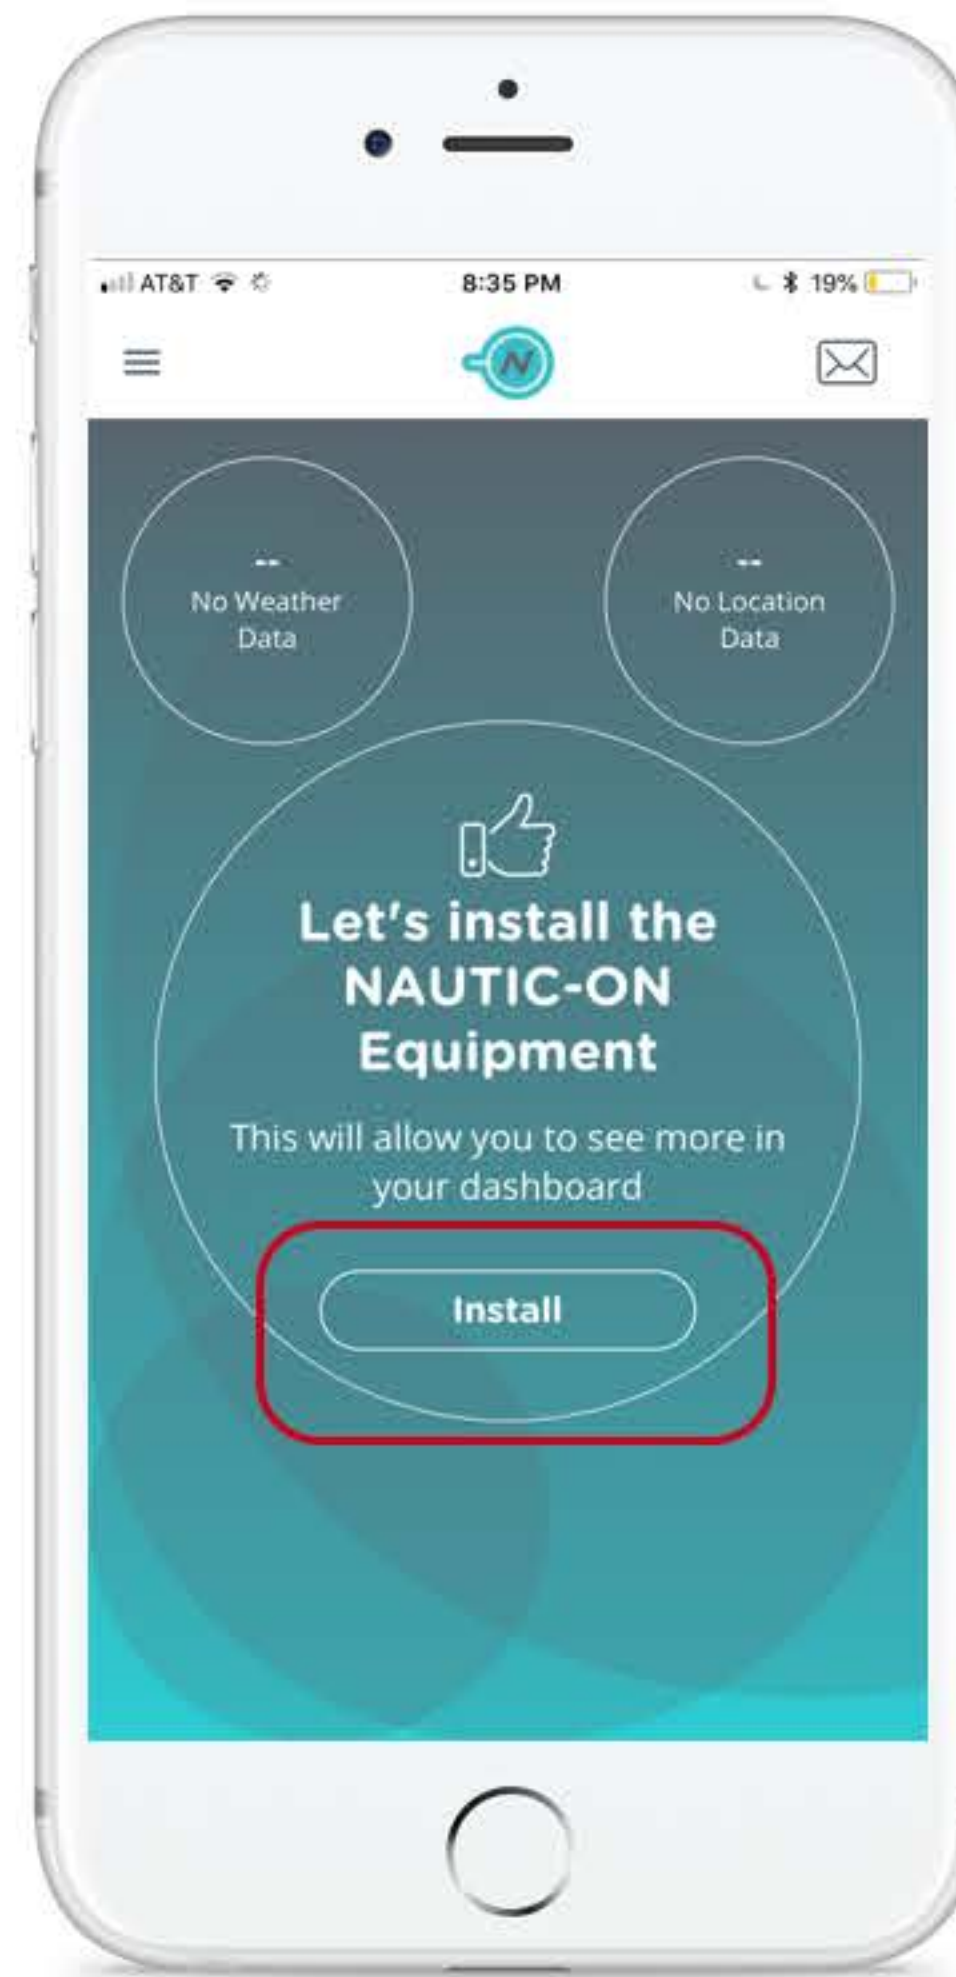 AT&T 8:35 PM 19%
N
-- --
No Weather No Location
Data Data
Let's install the
NAUTIC-ON
Equipment
This will allow you to see more in
your dashboard
Install